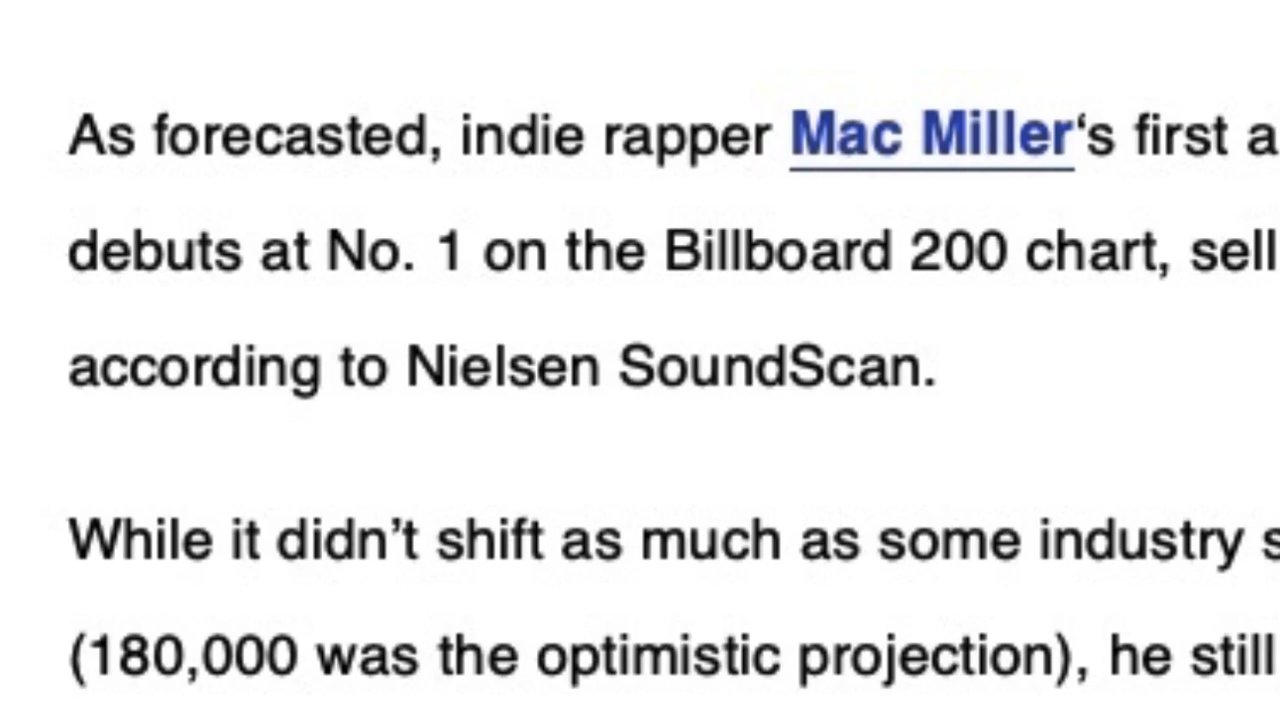 As forecasted, indie rapper Mac Miller‘s first a
debuts at No. 1 on the Billboard 200 chart, sell
according to Nielsen SoundScan.
While it didn’t shift as much as some industry s
(180,000 was the optimistic projection), he still